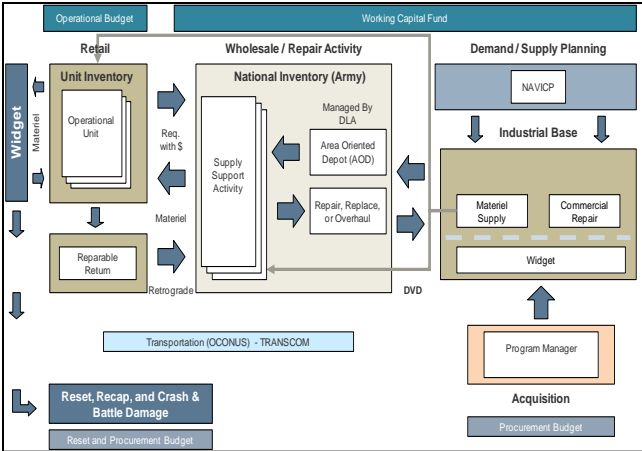 Operational Budget
Working Capital Fund
Retail
Wholesale / Repair Activity
Demand / Supply Planning
Unit Inventory
National Inventory (Army)
NAVICP
Widget
Materiel
Operational
Unit
Req.
with $
Managed By
DLA
Area Oriented
Depot (AOD)
Industrial Base
Supply
Support
Activity
Repair, Replace,
or Overhaul
Materiel
Supply
Commercial
Repair
Materiel
Reparable
Return
Widget
Retrograde
DVD
Transportation (OCONUS) - TRANSCOM
Program Manager
Reset, Recap, and Crash &
Battle Damage
Acquisition
Reset and Procurement Budget
Procurement Budget